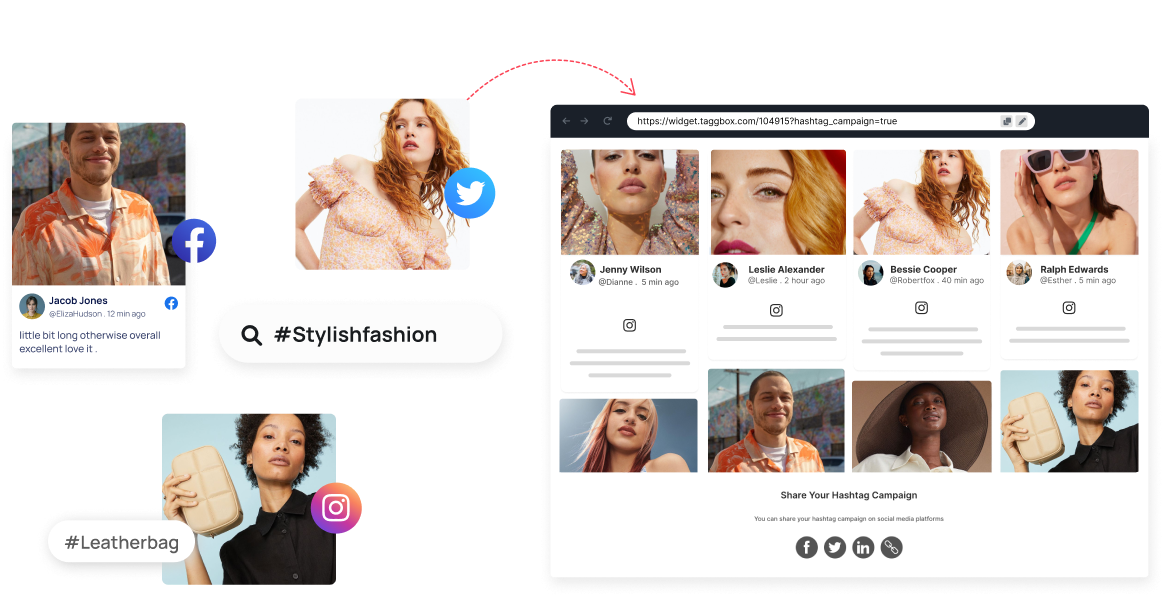 Jacob Jones
@ElizaHudson . 12 min ago
little bit long otherwise overall
excellent love it .
#Stylishfashion
#Leatherbag
https://widget.taggbox.com/104915?hashtag_campaign=true
Jenny Wilson
@Dianne . 5 min ago
Leslie Alexander
@Leslie . 2 hour ago
Bessie Cooper
@Robertfox . 40 min ago
Ralph Edwards
@Esther . 5 min ago
Share Your Hashtag Campaign
You can share your hashtag campaign on social media platforms